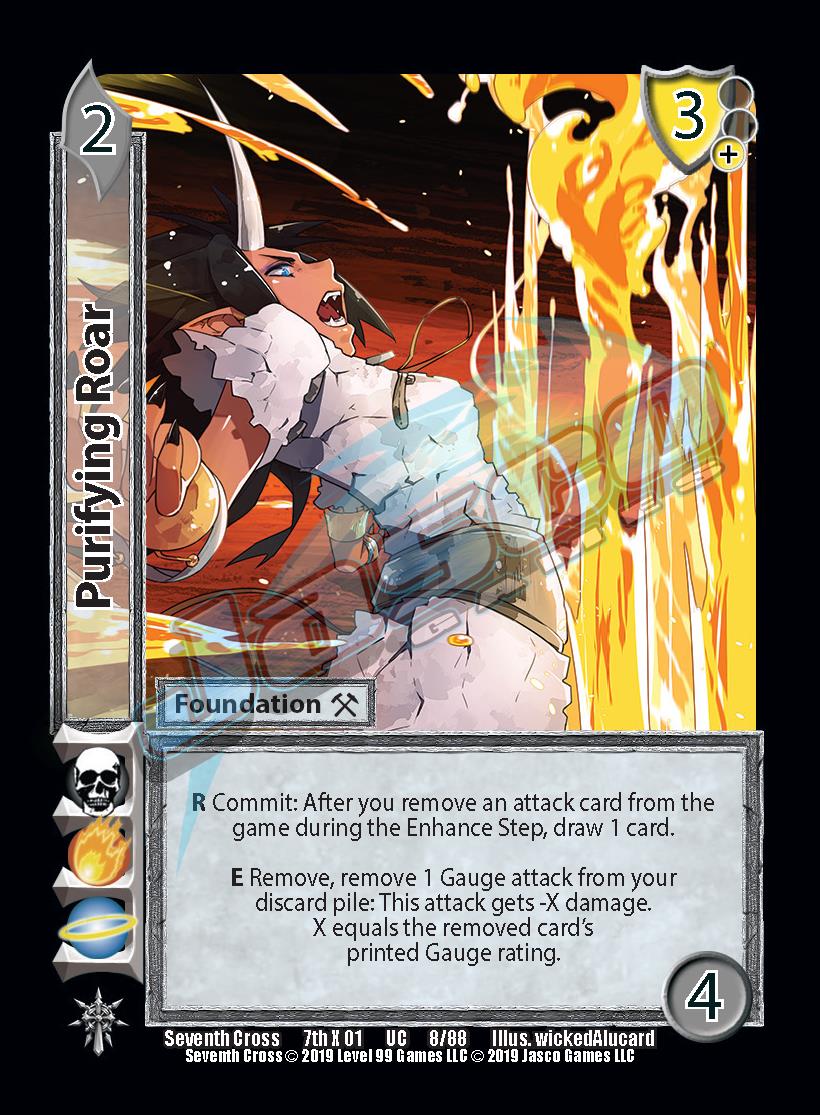 2
3
+
Purifying Roar
Foundation
R Commit: After you remove an attack card from the
game during the Enhance Step, draw 1 card.
E Remove, remove 1 Gauge attack from your
discard pile: This attack gets -X damage.
X equals the removed card's
printed Gauge rating.
4
Seventh Cross 7th X 01 UC 8/88 Illus. wickedAlucard
Seventh Cross © 2019 Level 99 Games LLC © 2019 Jasco Games LLC